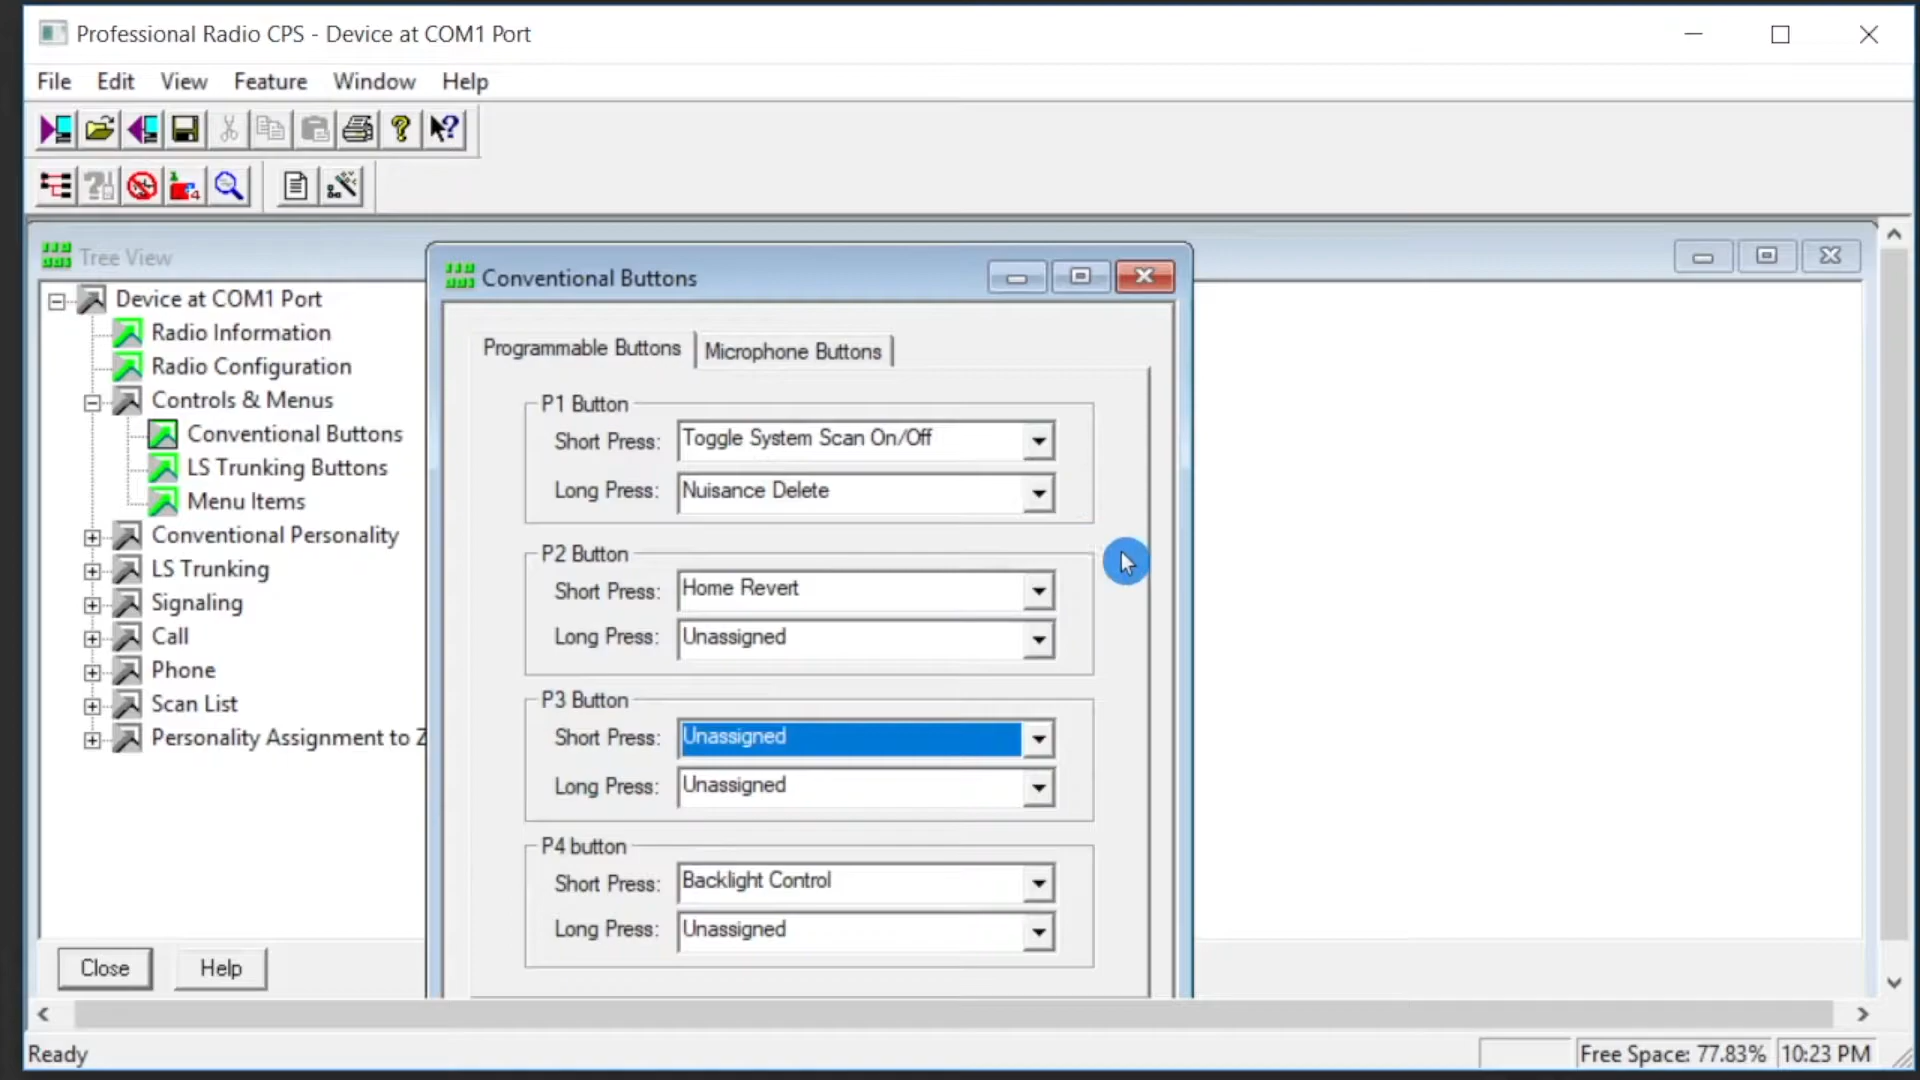 Professional Radio CPS - Device at COM1 Port
File Edit View Feature Window Help
Tree View
Device at COM1 Port
Radio Information
Radio Configuration
Controls & Menus
Conventional Buttons
LS Trunking Buttons
Menu Items
Conventional Personality
LS Trunking
Signaling
Call
Phone
Scan List
Personality Assignment to Z
Close Help
Conventional Buttons
Programmable Buttons Microphone Buttons
P1 Button
Short Press: Toggle System Scan On/Off
Long Press: Nuisance Delete
P2 Button
Short Press: Home Revert
Long Press: Unassigned
P3 Button
Short Press: Unassigned
Long Press: Unassigned
P4 button
Short Press: Backlight Control
Long Press: Unassigned
Ready Free Space: 77.83% 10:23 PM